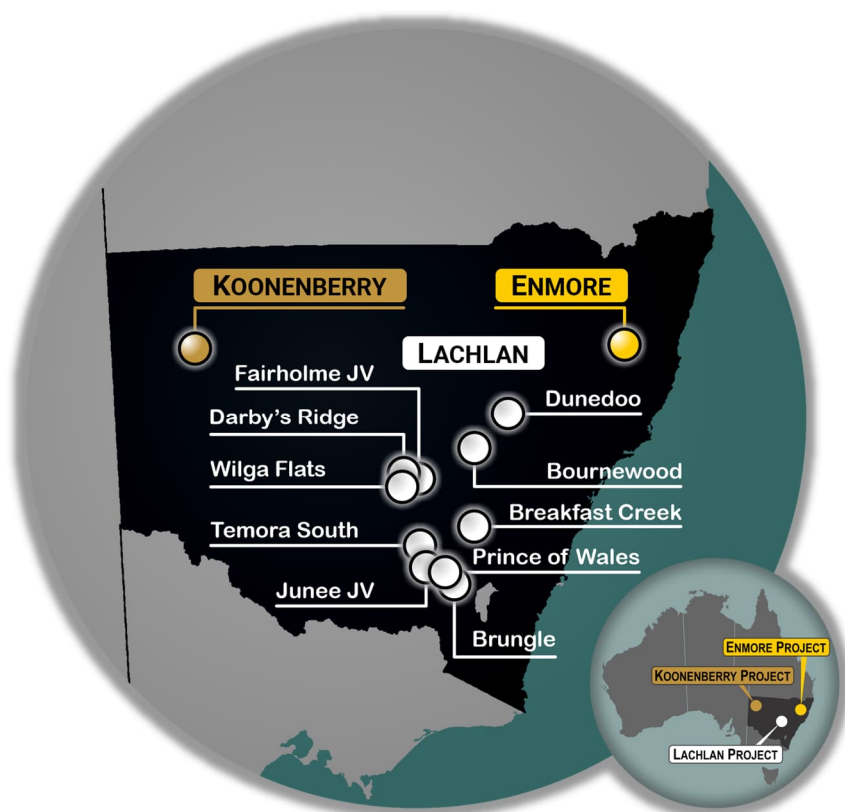 KOONENBERRY
ENMORE
LACHLAN
Fairholme JV
Dunedoo
Darby's Ridge
Wilga Flats
Bournewood
Breakfast Creek
Temora South
Prince of Wales
Junee JV
Brungle
ENMORE PROJECT
KOONENBERRY PROJECT
LACHLAN PROJECT